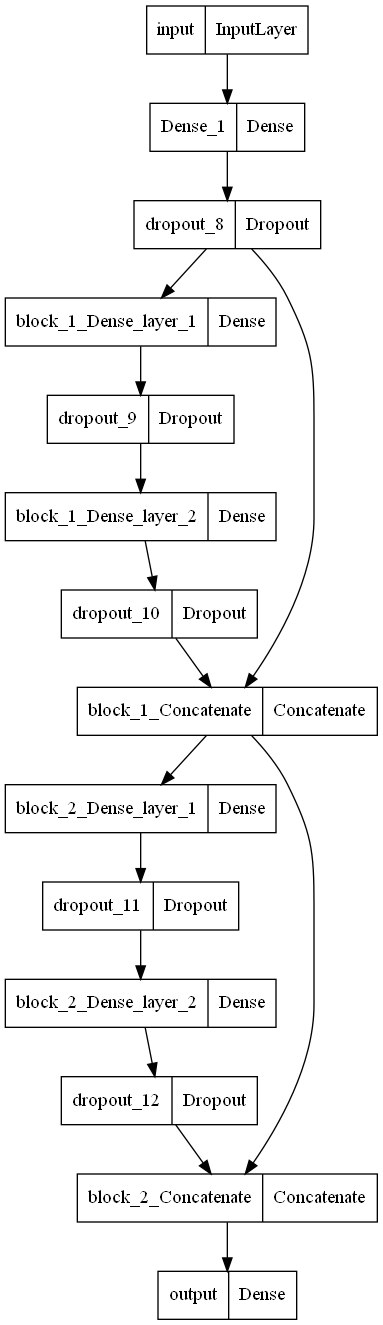 input InputLayer
Dense_1 Dense
dropout_8 Dropout
block_1_Dense_layer_1 Dense
dropout_9 Dropout
block_1_Dense_layer_2 Dense
dropout_10 Dropout
block_1_Concatenate Concatenate
block_2_Dense_layer_1 Dense
dropout_11 Dropout
block_2_Dense_layer_2 Dense
dropout_12 Dropout
block_2_Concatenate Concatenate
output Dense